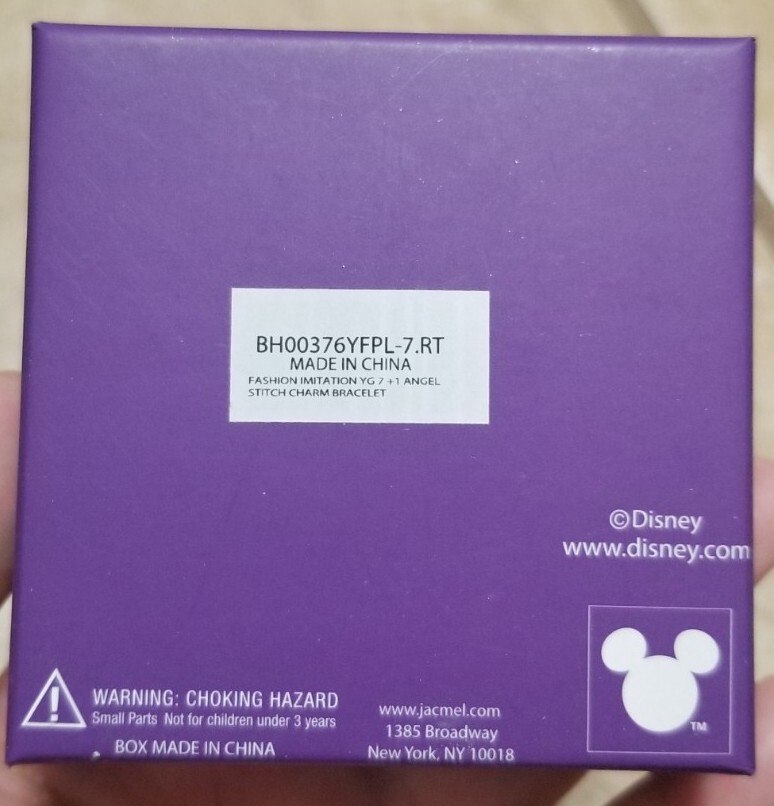 BH00376YFPL-7.RT
MADE IN CHINA
FASHION IMITATION YG 7 +1 ANGEL
STITCH CHARM BRACELET
©Disney
www.disney.com
WARNING: CHOKING HAZARD
Small Parts Not for children under 3 years
BOX MADE IN CHINA
www.jacmel.com
1385 Broadway
New York, NY 10018
TM